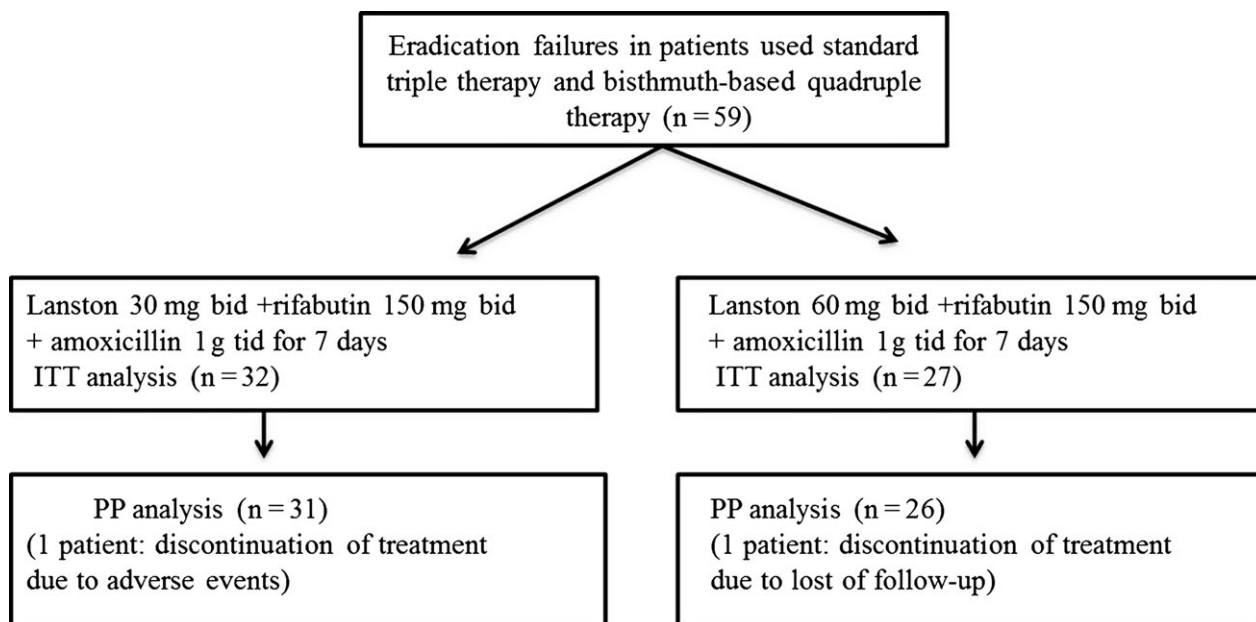 Eradication failures in patients used standard
triple therapy and bisthmuth-based quadruple
therapy (n = 59)
Lanston 30 mg bid +rifabutin 150 mg bid
+ amoxicillin 1 g tid for 7 days
ITT analysis (n = 32)
Lanston 60 mg bid +rifabutin 150 mg bid
+ amoxicillin 1 g tid for 7 days
ITT analysis (n = 27)
PP analysis (n = 31)
(1 patient: discontinuation of treatment
due to adverse events)
PP analysis (n = 26)
(1 patient: discontinuation of treatment
due to lost of follow-up)